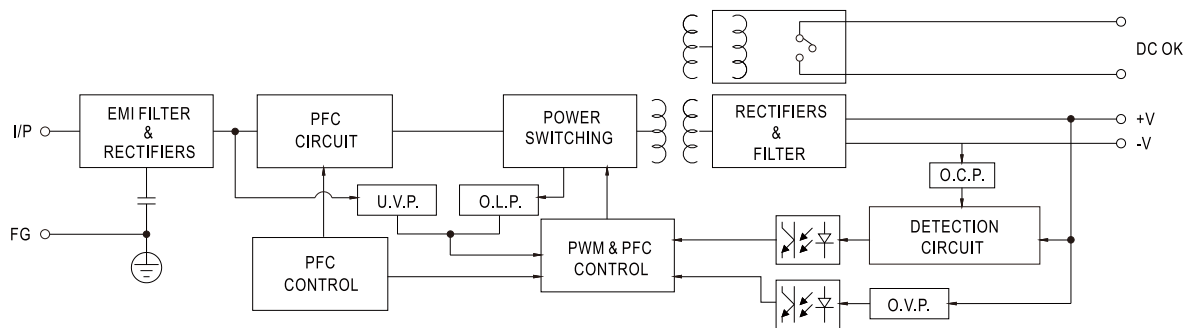 DC OK
I/P
EMI FILTER
&
RECTIFIERS
PFC
CIRCUIT
POWER
SWITCHING
RECTIFIERS
&
FILTER
+V
-V
O.C.P.
U.V.P.
O.L.P.
FG
PFC
CONTROL
PWM & PFC
CONTROL
DETECTION
CIRCUIT
O.V.P.